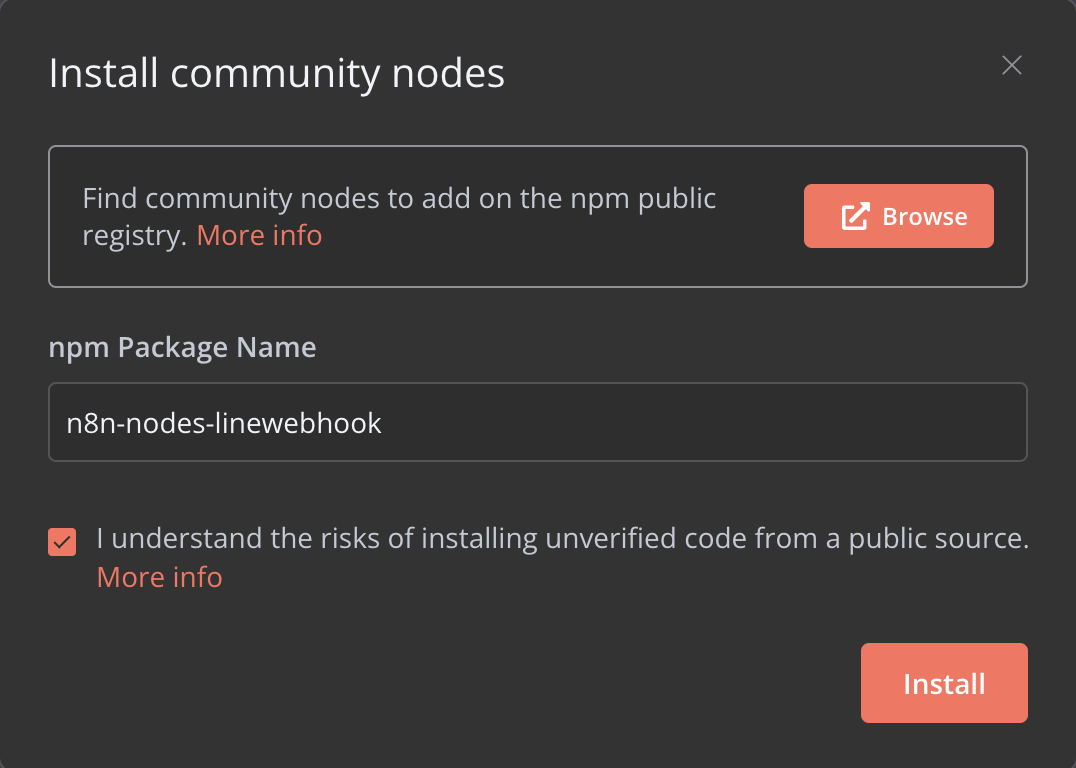 Install community nodes
Find community nodes to add on the npm public
registry. More info
Browse
npm Package Name
n8n-nodes-linewebhook
I understand the risks of installing unverified code from a public source.
More info
Install